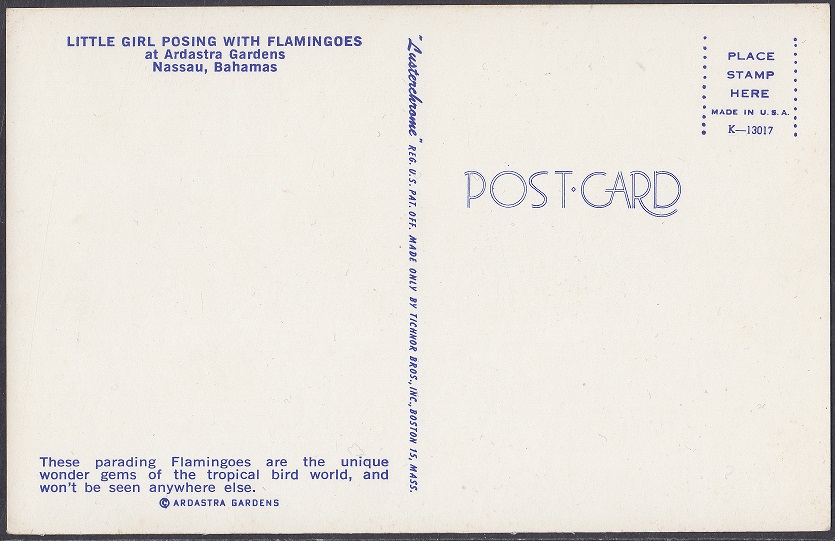 LITTLE GIRL POSING WITH FLAMINGOES
at Ardastra Gardens
Nassau, Bahamas
These parading Flamingoes are the unique
wonder gems of the tropical bird world, and
won't be seen anywhere else.
© ARDASTRA GARDENS
"Lusterchrome" REG. U.S. PAT. OFF. MADE ONLY BY TICHNOR BROS., INC., BOSTON 15, MASS.
POST·CARD
PLACE
STAMP
HERE
MADE IN U.S.A.
K—13017